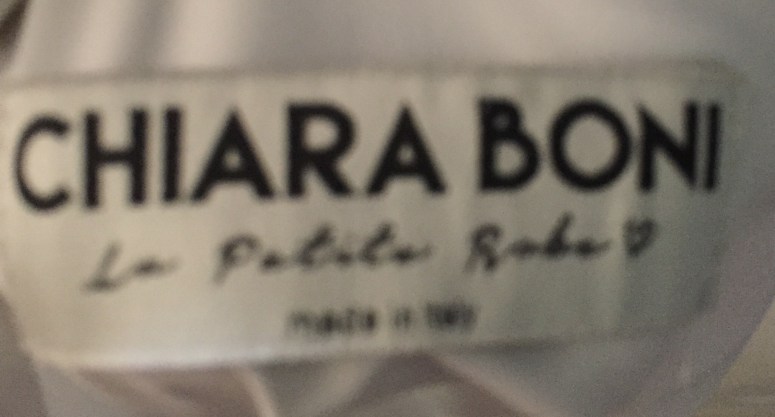 CHIARA BONI
La Petite Robe
made in Italy